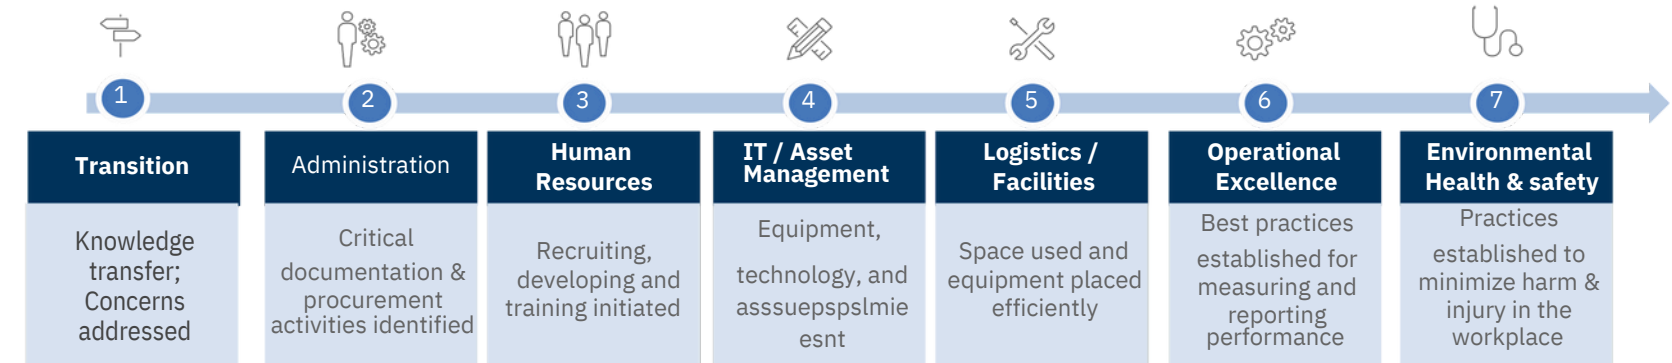 1
2
3
4
5
6
7
Transition
Knowledge
transfer;
Concerns
addressed
Administration
Critical
documentation &
procurement
activities identified
Human
Resources
Recruiting,
developing and
training initiated
IT / Asset
Management
Equipment,
technology, and
asssuepspslmie
esnt
Logistics /
Facilities
Space used and
equipment placed
efficiently
Operational
Excellence
Best practices
established for
measuring and
reporting
performance
Environmental
Health & safety
Practices
established to
minimize harm &
injury in the
workplace